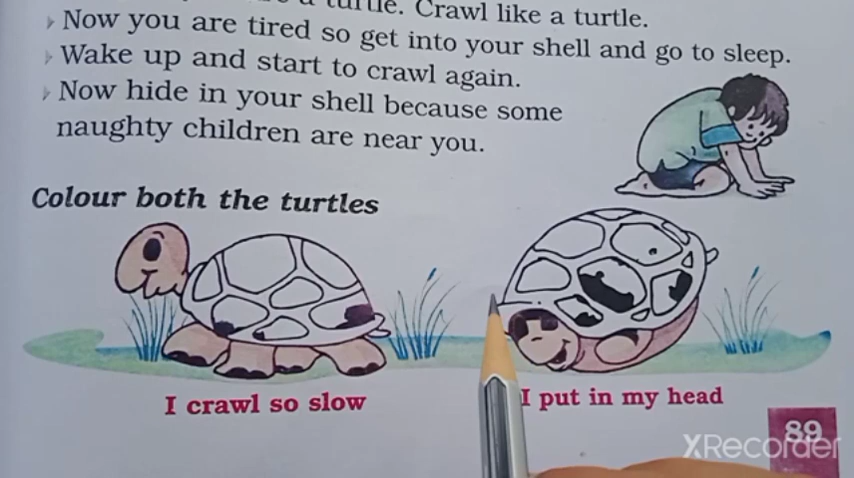 turtle. Crawl like a turtle.
Now you are tired so get into your shell and go to sleep.
Wake up and start to crawl again.
Now hide in your shell because some
naughty children are near you.
Colour both the turtles
I crawl so slow
I put in my head
89
XRecorder